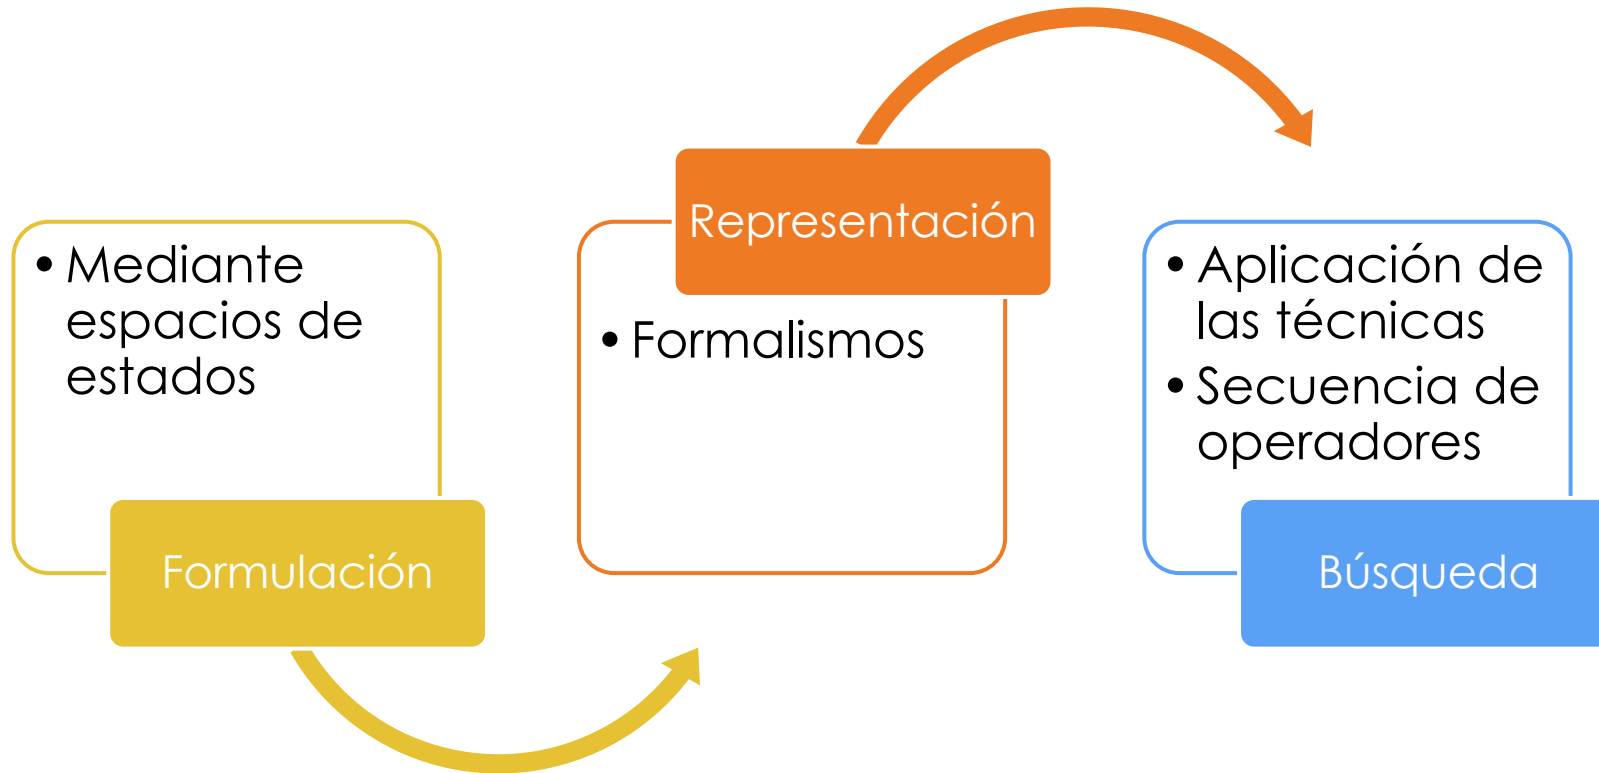 • Mediante
espacios de
estados
Formulación
Representación
• Formalismos
• Aplicación de
las técnicas
• Secuencia de
operadores
Búsqueda